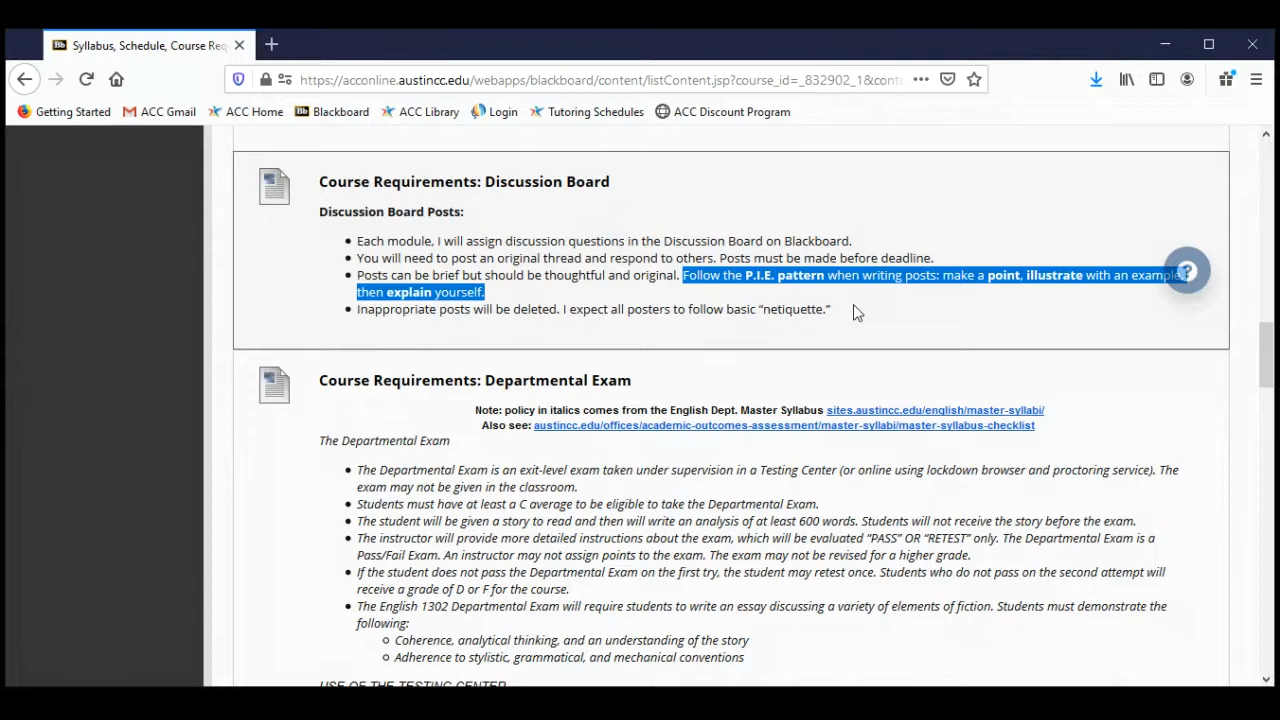 Syllabus, Schedule, Course Req
https://acconline.austincc.edu/webapps/blackboard/content/listContent.jsp?course_id=_832902_1&conte
Getting Started ACC Gmail ACC Home Bb Blackboard ACC Library Login Tutoring Schedules ACC Discount Program
Course Requirements: Discussion Board
Discussion Board Posts:
Each module, I will assign discussion questions in the Discussion Board on Blackboard.
You will need to post an original thread and respond to others. Posts must be made before deadline.
Posts can be brief but should be thoughtful and original. Follow the P.I.E. pattern when writing posts: make a point, illustrate with an example,
then explain yourself.
Inappropriate posts will be deleted. I expect all posters to follow basic “netiquette.”
Course Requirements: Departmental Exam
Note: policy in italics comes from the English Dept. Master Syllabus sites.austincc.edu/english/master-syllabi/
Also see: austincc.edu/offices/academic-outcomes-assessment/master-syllabi/master-syllabus-checklist
The Departmental Exam
The Departmental Exam is an exit-level exam taken under supervision in a Testing Center (or online using lockdown browser and proctoring service). The
exam may not be given in the classroom.
Students must have at least a C average to be eligible to take the Departmental Exam.
The student will be given a story to read and then will write an analysis of at least 600 words. Students will not receive the story before the exam.
The instructor will provide more detailed instructions about the exam, which will be evaluated “PASS” OR “RETEST” only. The Departmental Exam is a
Pass/Fail Exam. An instructor may not assign points to the exam. The exam may not be revised for a higher grade.
If the student does not pass the Departmental Exam on the first try, the student may retest once. Students who do not pass on the second attempt will
receive a grade of D or F for the course.
The English 1302 Departmental Exam will require students to write an essay discussing a variety of elements of fiction. Students must demonstrate the
following:
Coherence, analytical thinking, and an understanding of the story
Adherence to stylistic, grammatical, and mechanical conventions
USE OF THE TESTING CENTER